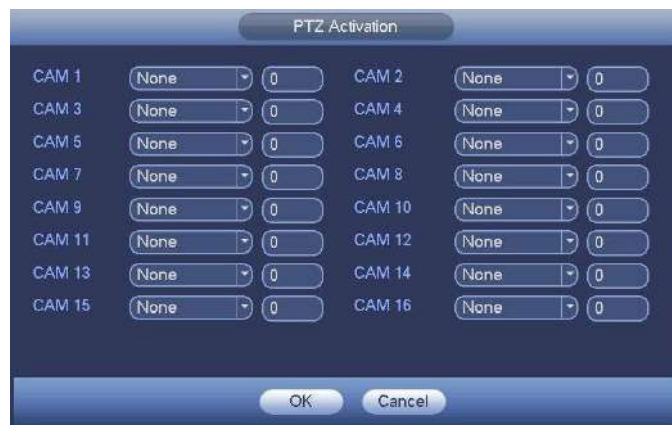 PTZ Activation
CAM 1 None 0 CAM 2 None 0
CAM 3 None 0 CAM 4 None 0
CAM 5 None 0 CAM 6 None 0
CAM 7 None 0 CAM 8 None 0
CAM 9 None 0 CAM 10 None 0
CAM 11 None 0 CAM 12 None 0
CAM 13 None 0 CAM 14 None 0
CAM 15 None 0 CAM 16 None 0
OK Cancel